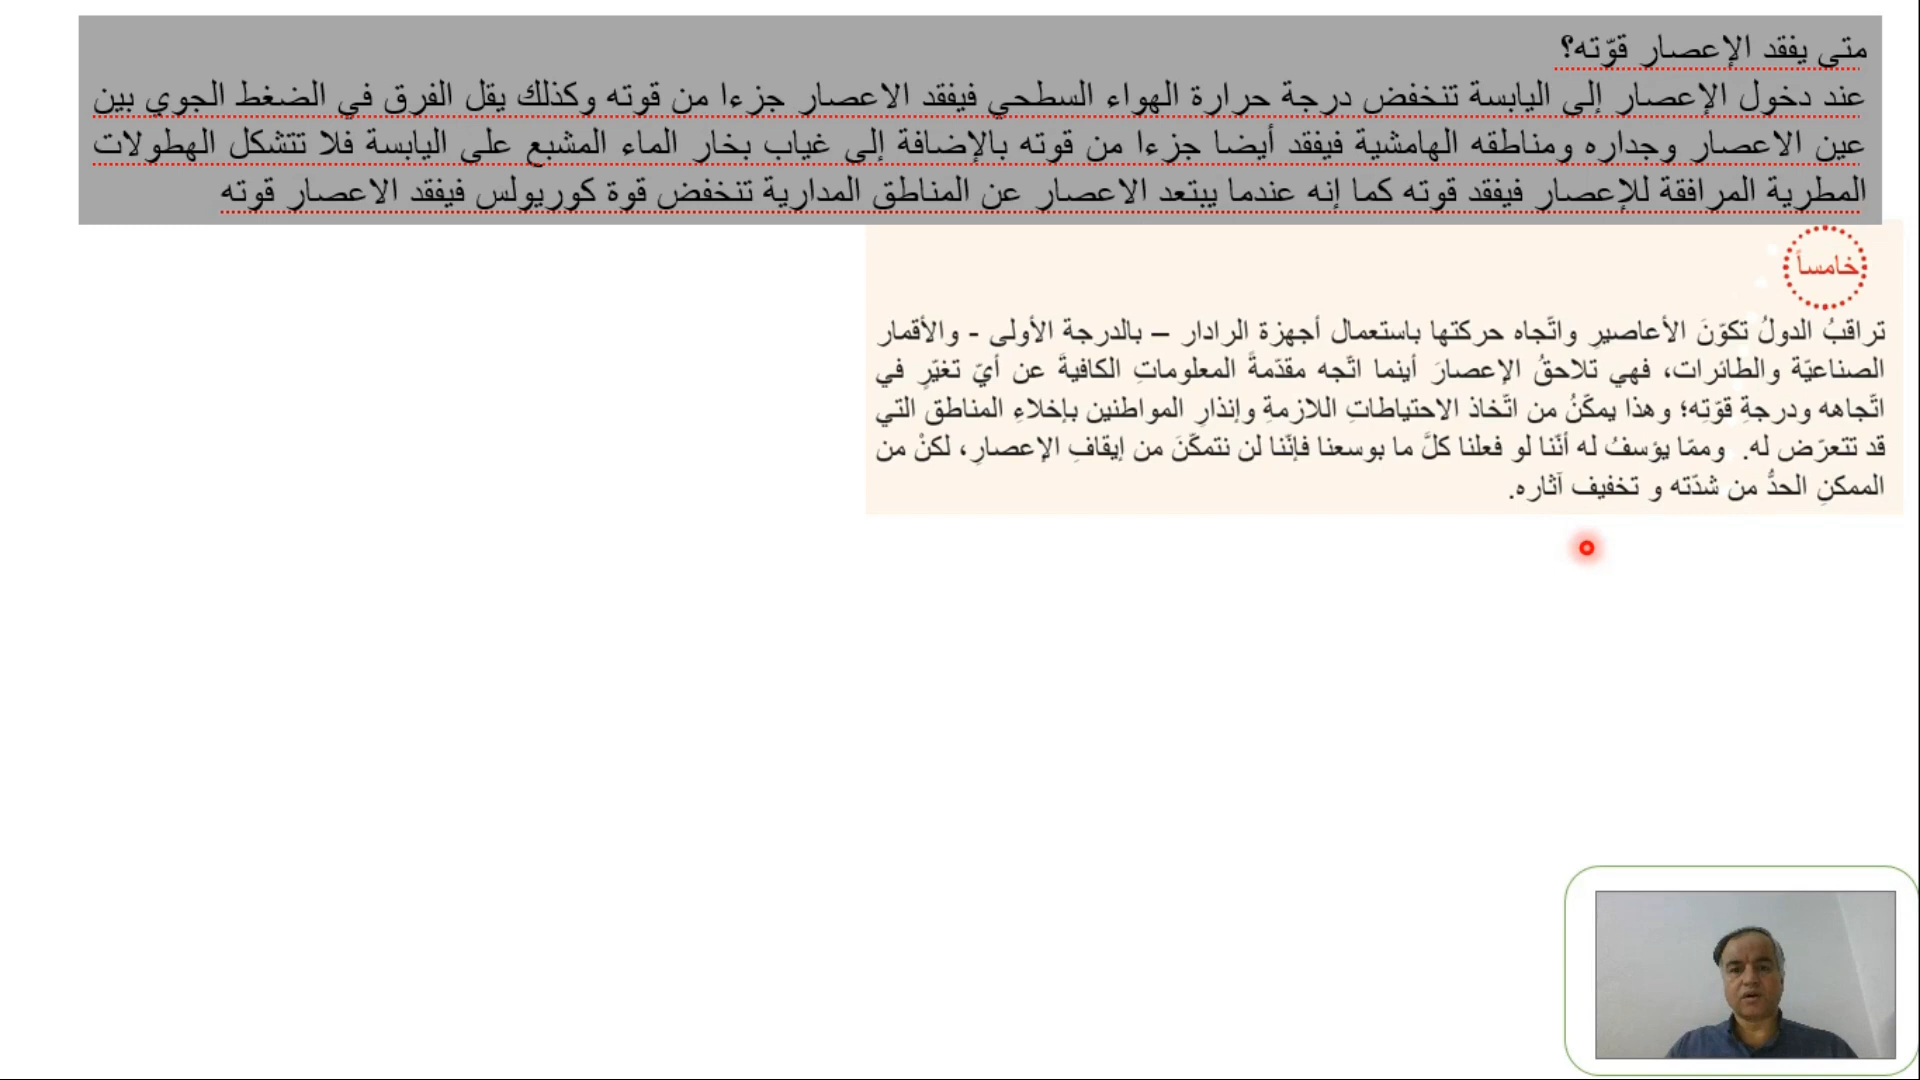 متى يفقد الإعصار قوّته؟
عند دخول الإعصار إلى اليابسة تنخفض درجة حرارة الهواء السطحي فيفقد الاعصار جزءا من قوته وكذلك يقل الفرق في الضغط الجوي بين
عين الاعصار وجداره ومناطقه الهامشية فيفقد أيضا جزءا من قوته بالإضافة إلى غياب بخار الماء المشبع على اليابسة فلا تتشكل الهطولات
المطرية المرافقة للإعصار فيفقد قوته كما إنه عندما يبتعد الاعصار عن المناطق المدارية تنخفض قوة كوريولس فيفقد الاعصار قوته
خامساً
تراقبُ الدولُ تكوّنَ الأعاصيرِ واتّجاه حركتها باستعمال أجهزة الرادار – بالدرجة الأولى - والأقمار
الصناعيّة والطائرات، فهي تلاحقُ الإعصارَ أينما اتّجه مقدّمةً المعلوماتِ الكافيةَ عن أيّ تغيّرٍ في
اتّجاهه ودرجةِ قوّتِه؛ وهذا يمكّنُ من اتّخاذ الاحتياطاتِ اللازمةِ وإنذارِ المواطنين بإخلاءِ المناطق التي
قد تتعرّض له. وممّا يؤسفُ له أنّنا لو فعلنا كلَّ ما بوسعنا فإنّنا لن نتمكّنَ من إيقافِ الإعصارِ، لكنْ من
الممكنِ الحدُّ من شدّته و تخفيف آثاره.